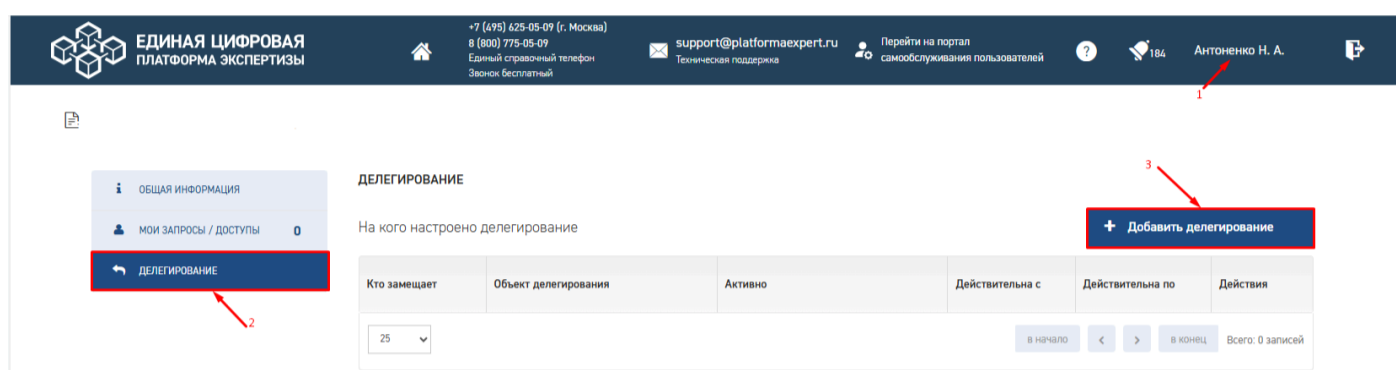 ЕДИНАЯ ЦИФРОВАЯ
ПЛАТФОРМА ЭКСПЕРТИЗЫ
+7 (495) 625-05-09 (г. Москва)
8 (800) 775-05-09
Единый справочный телефон
Звонок бесплатный
support@platformaexpert.ru
Техническая поддержка
Перейти на портал
самообслуживания пользователей
?
184
Антоненко Н. А.
1
ОБЩАЯ ИНФОРМАЦИЯ
МОИ ЗАПРОСЫ / ДОСТУПЫ 0
ДЕЛЕГИРОВАНИЕ
2
ДЕЛЕГИРОВАНИЕ
3
На кого настроено делегирование
+ Добавить делегирование
Кто замещает Объект делегирования Активно Действительна с Действительна по Действия
25 в начало < > в конец Всего: 0 записей